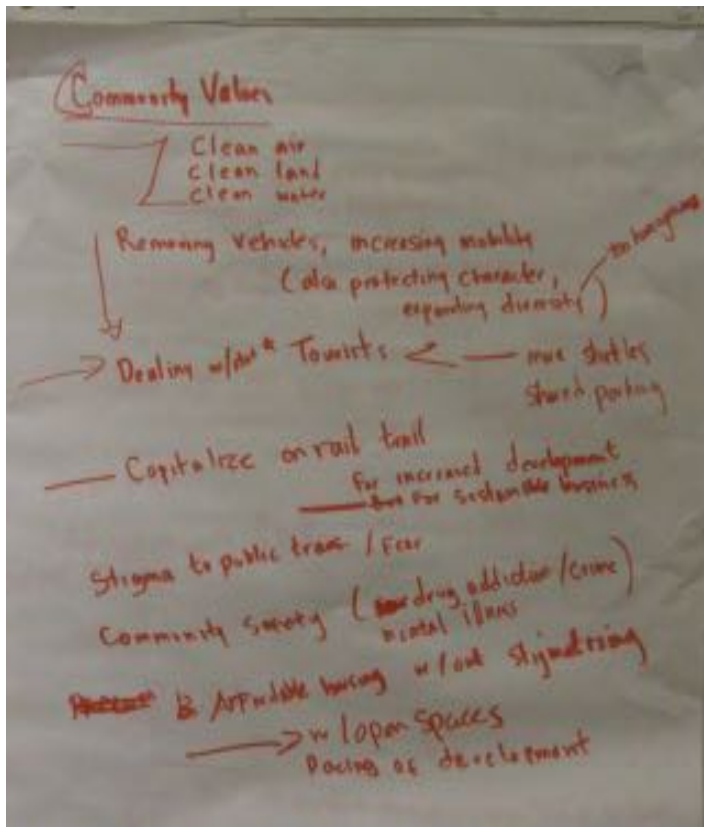 Community Values
Clean air
Clean land
Clean water
Removing vehicles, increasing mobility
(also protecting character,
expanding diversity)
Dealing w/ # Tourists
more shuttles
shared parking
Capitalize on rail trail
for increased development
for sustainable business
Stigma to public trans / Fear
Community Safety (drug addiction/crime)
mental illness
Affordable housing w/out stigmatizing
w/open spaces
Pacing of development